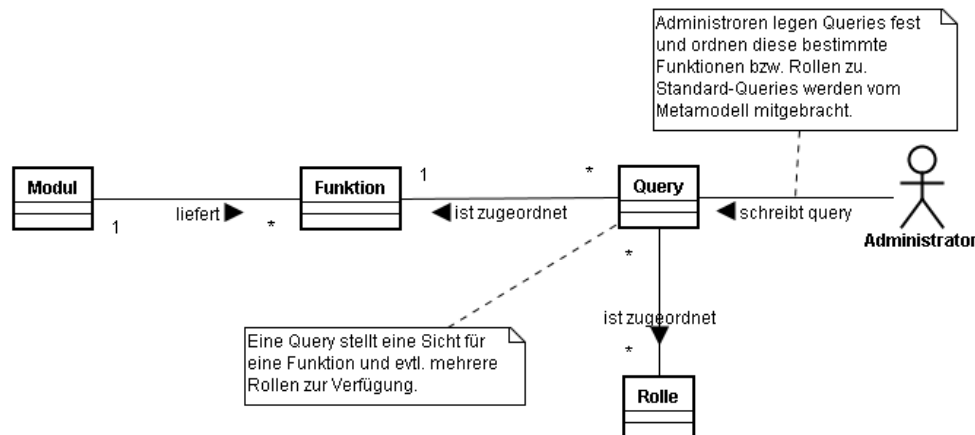 Administroren legen Queries fest
und ordnen diese bestimmte
Funktionen bzw. Rollen zu.
Standard-Queries werden vom
Metamodell mitgebracht.
Modul
Funktion
1
*
Query
liefert
ist zugeordnet
schreibt query
1
*
Administrator
*
ist zugeordnet
*
Eine Query stellt eine Sicht für
eine Funktion und evtl. mehrere
Rollen zur Verfügung.
Rolle